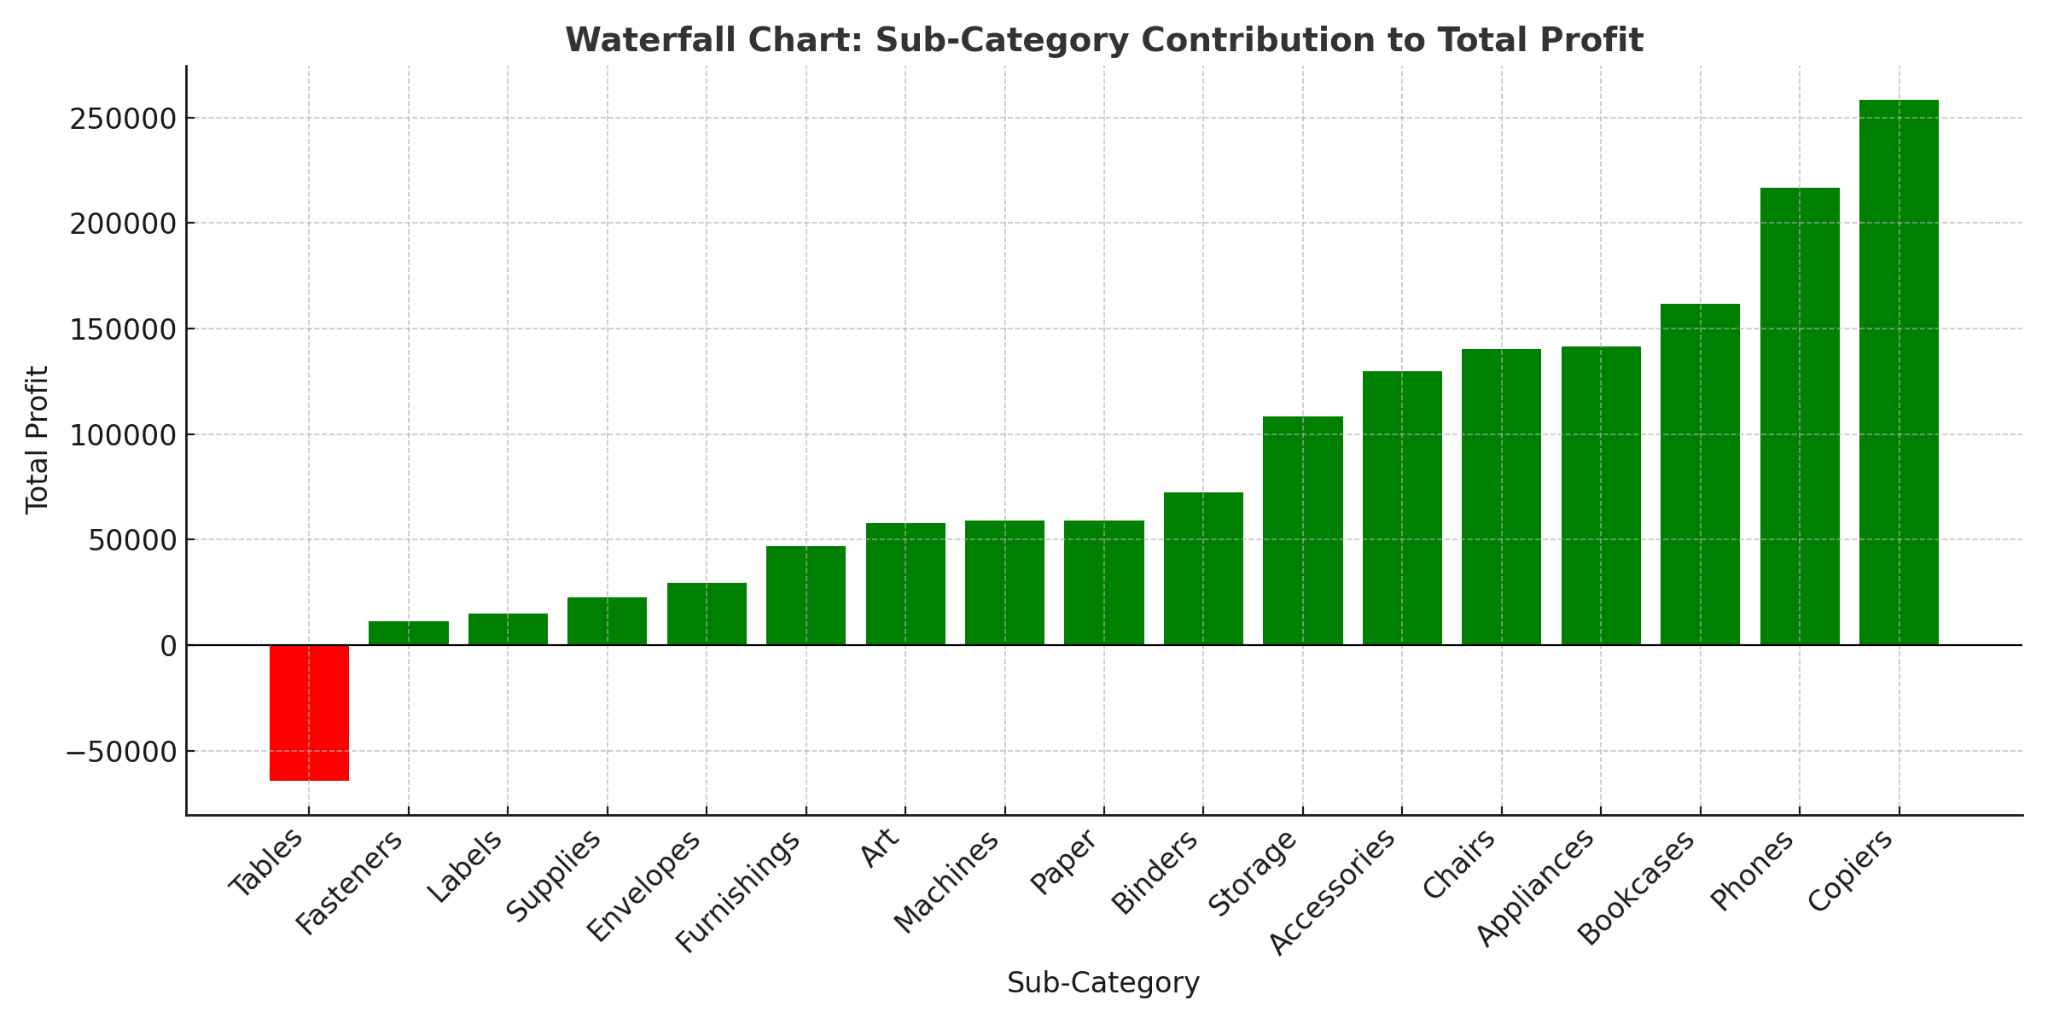 Waterfall Chart: Sub-Category Contribution to Total Profit
Total Profit
250000
200000
150000
100000
50000
0
−50000
Tables
Fasteners
Labels
Supplies
Envelopes
Furnishings
Art
Machines
Paper
Binders
Storage
Accessories
Chairs
Appliances
Bookcases
Phones
Copiers
Sub-Category